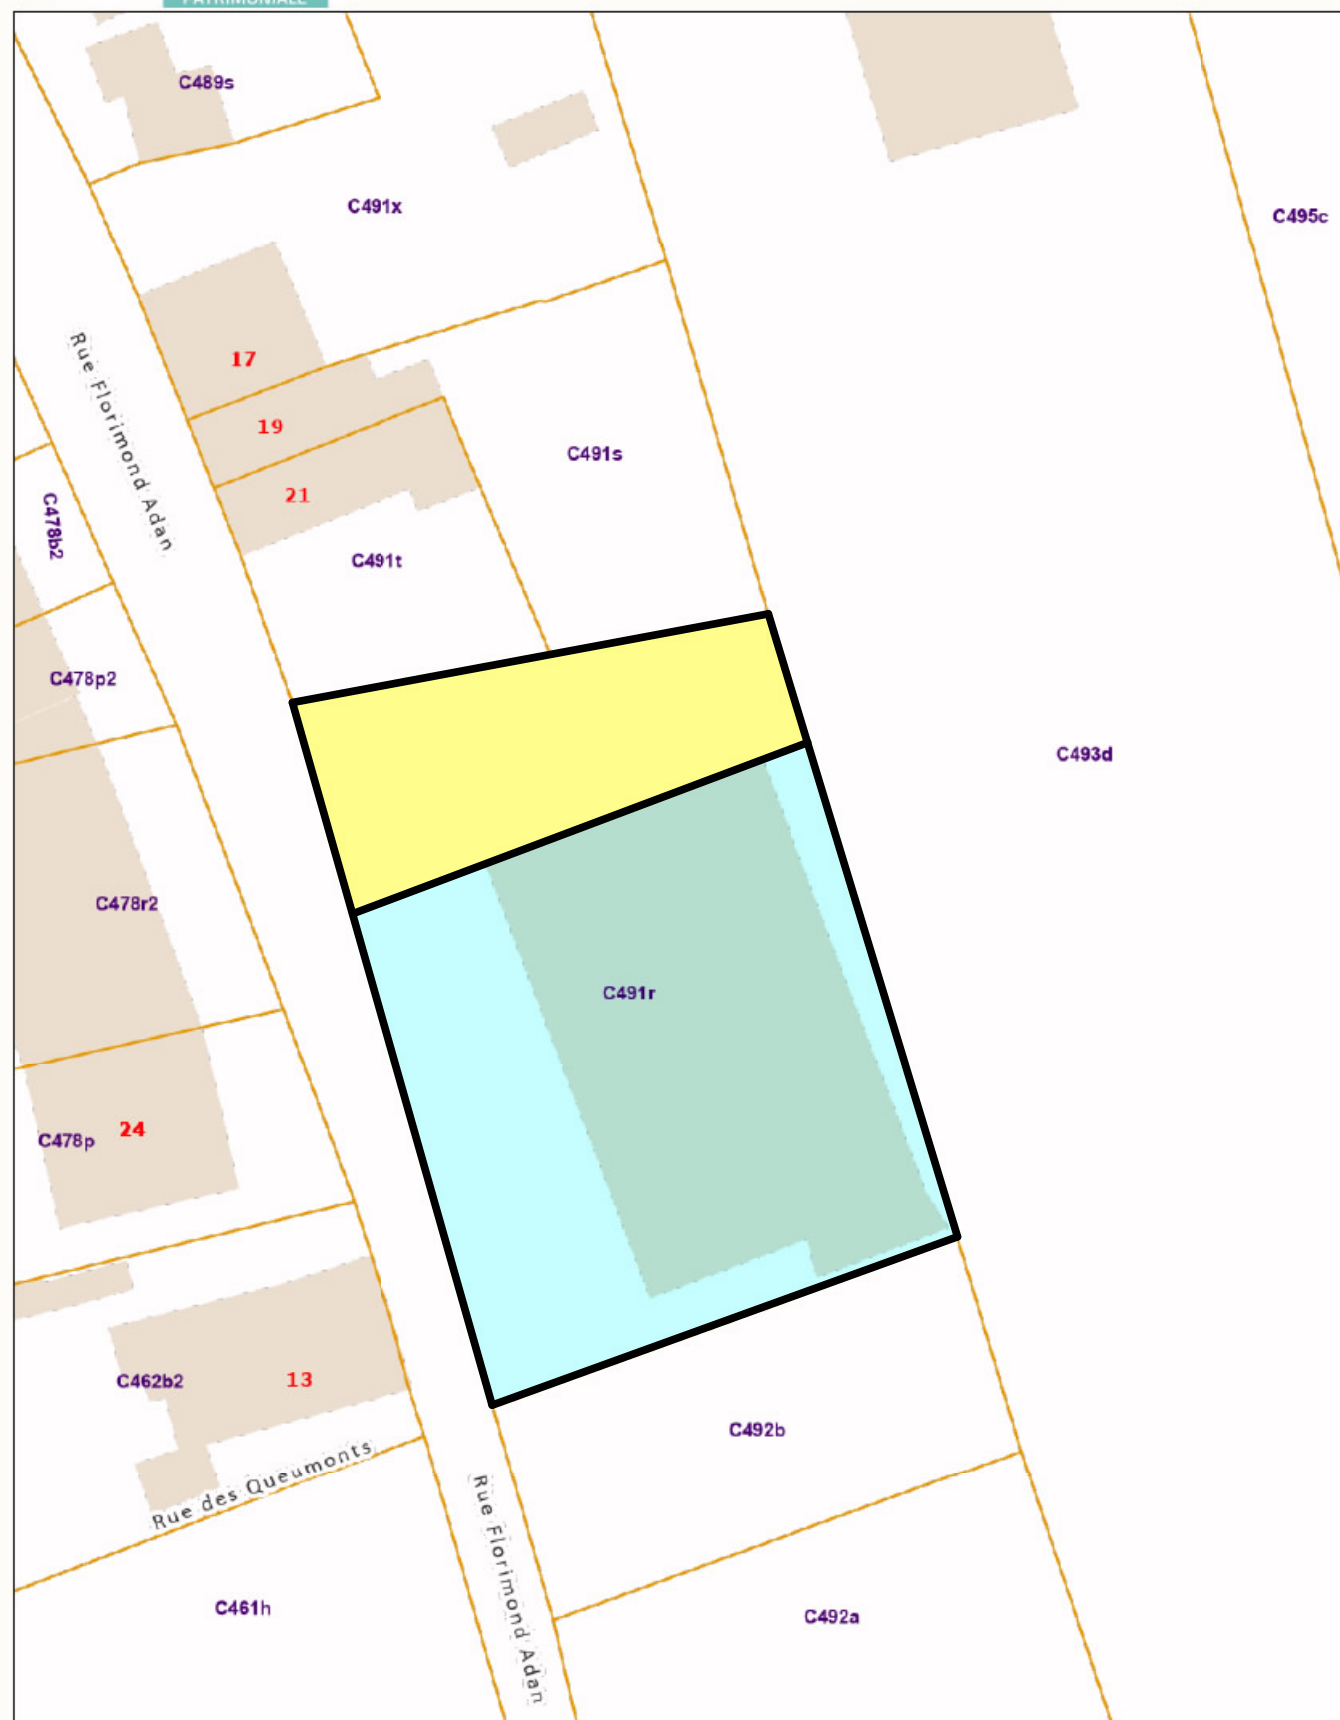 PATRIMONIALE
C489s
C491x
C495c
17
Rue Florimond Adan
19
C491s
21
C478b2
C491t
C478p2
C493d
C478r2
C491r
24
C478p
C462b2
13
C492b
Rue des Queumonts
Rue Florimond Adan
C461h
C492a